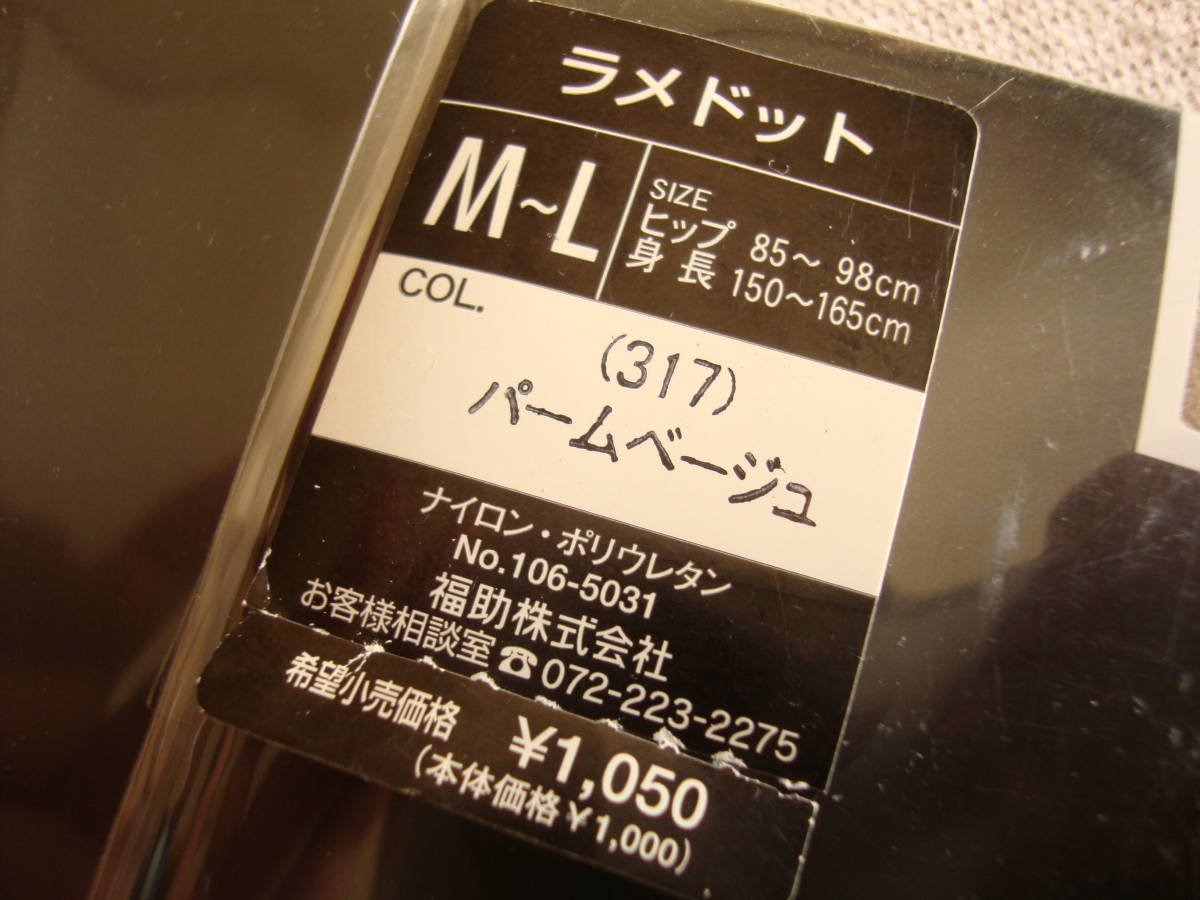 ラメドット
M~L
SIZE
ヒップ 85~98cm
身長 150~165cm
COL.
(317)
パームベージュ
ナイロン・ポリウレタン
No.106-5031
福助株式会社
お客様相談室☎072-223-2275
希望小売価格 ¥1,050
(本体価格¥1,000)